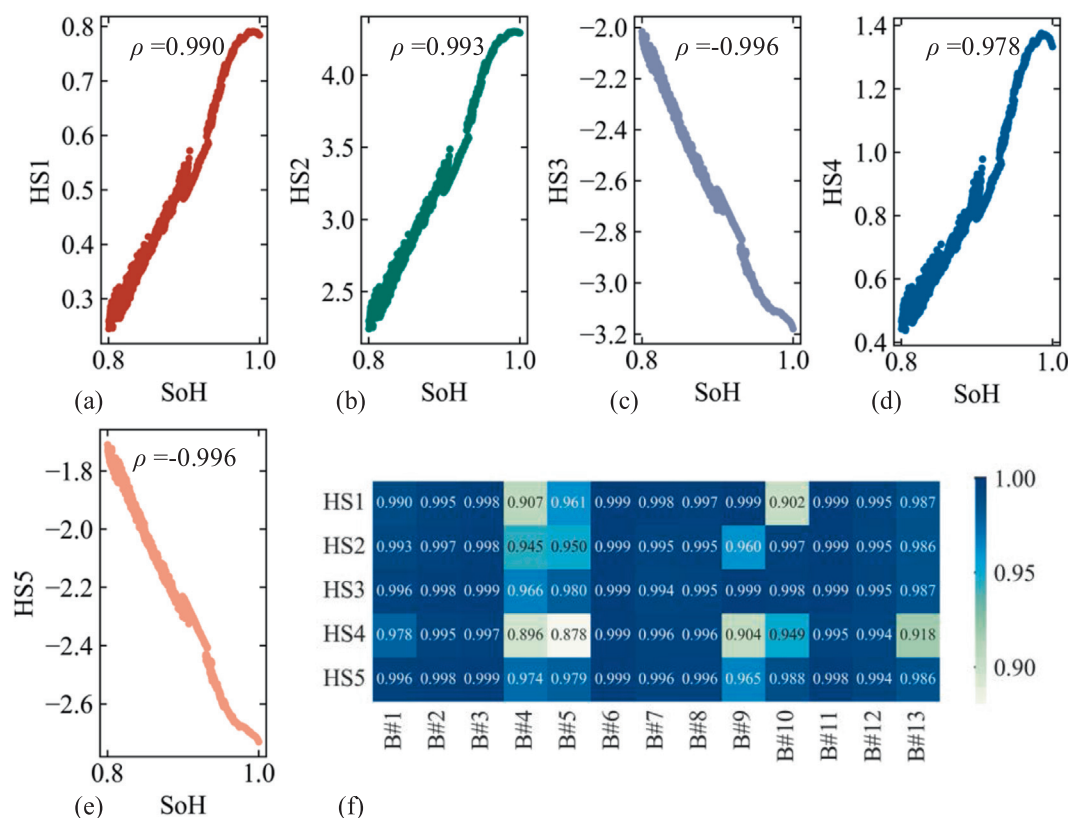 ρ =0.990
0.8
0.7
0.6
0.5
0.4
0.3
HS1
0.8 1.0
SoH
(a)
ρ =0.993
4.0
3.5
3.0
2.5
HS2
0.8 1.0
SoH
(b)
ρ =-0.996
−2.0
−2.2
−2.4
−2.6
−2.8
−3.0
−3.2
HS3
0.8 1.0
SoH
(c)
ρ =0.978
1.4
1.2
1.0
0.8
0.6
0.4
HS4
0.8 1.0
SoH
(d)
ρ =-0.996
−1.8
−2.0
−2.2
−2.4
−2.6
HS5
0.8 1.0
SoH
(e)
HS1 0.990 0.995 0.998 0.907 0.961 0.999 0.998 0.997 0.999 0.902 0.999 0.995 0.987
HS2 0.993 0.997 0.998 0.945 0.950 0.999 0.995 0.995 0.960 0.997 0.999 0.995 0.986
HS3 0.996 0.998 0.999 0.966 0.980 0.999 0.994 0.995 0.999 0.998 0.999 0.995 0.987
HS4 0.978 0.995 0.997 0.896 0.878 0.999 0.996 0.996 0.904 0.949 0.995 0.994 0.918
HS5 0.996 0.998 0.999 0.974 0.979 0.999 0.996 0.996 0.965 0.988 0.998 0.994 0.986
B#1 B#2 B#3 B#4 B#5 B#6 B#7 B#8 B#9 B#10 B#11 B#12 B#13
1.00
0.95
0.90
(f)